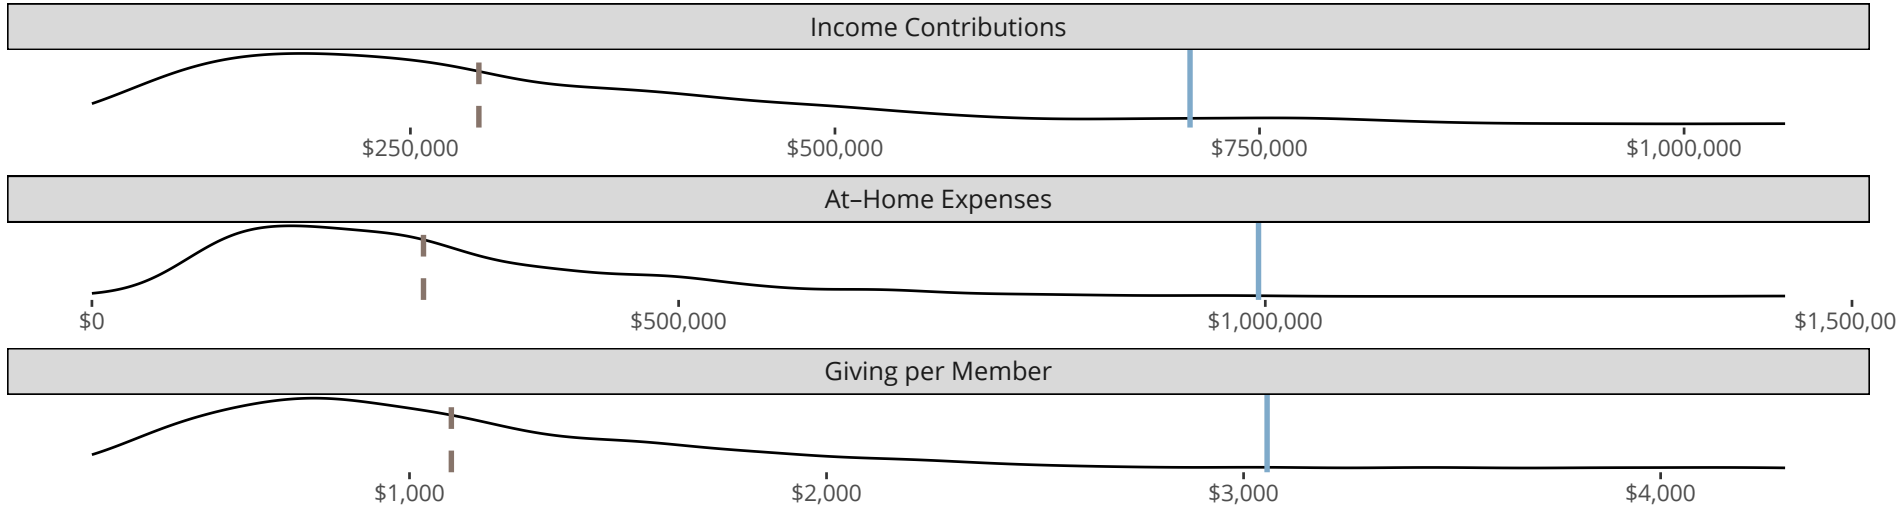 Income Contributions
$250,000 $500,000 $750,000 $1,000,000
At–Home Expenses
$0 $500,000 $1,000,000 $1,500,00
Giving per Member
$1,000 $2,000 $3,000 $4,000